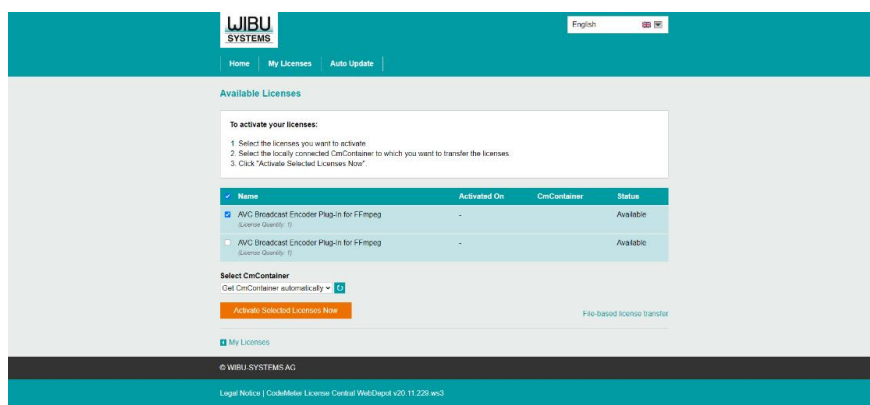 WIBU
SYSTEMS
English
Home
My Licenses
Auto Update
Available Licenses
To activate your licenses:
1. Select the licenses you want to activate
2. Select the locally connected CmContainer to which you want to transfer the licenses
3. Click "Activate Selected Licenses Now".
Name Activated On CmContainer Status
AVC Broadcast Encoder Plug-In for FFmpeg - Available
(License Quantity: 1)
AVC Broadcast Encoder Plug-In for FFmpeg - Available
(License Quantity: 1)
Select CmContainer
Get CmContainer automatically
Activate Selected Licenses Now
File-based license transfer
My Licenses
© WIBU-SYSTEMS AG
Legal Notice | CodeMeter License Central WebDepot v20.11.229.ws3